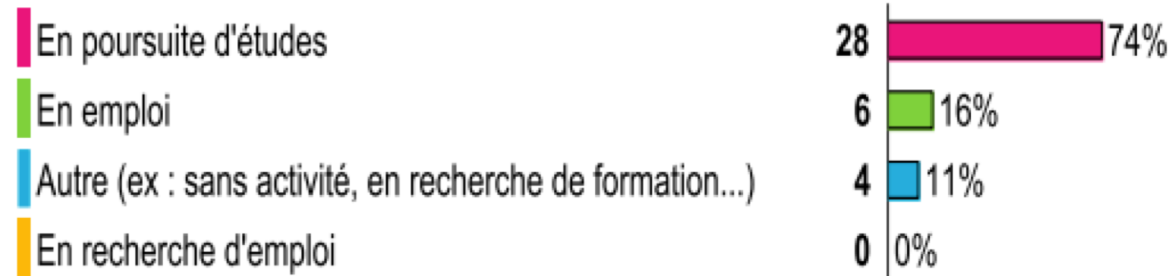 En poursuite d'études 28 74%
En emploi 6 16%
Autre (ex : sans activité, en recherche de formation...) 4 11%
En recherche d'emploi 0 0%